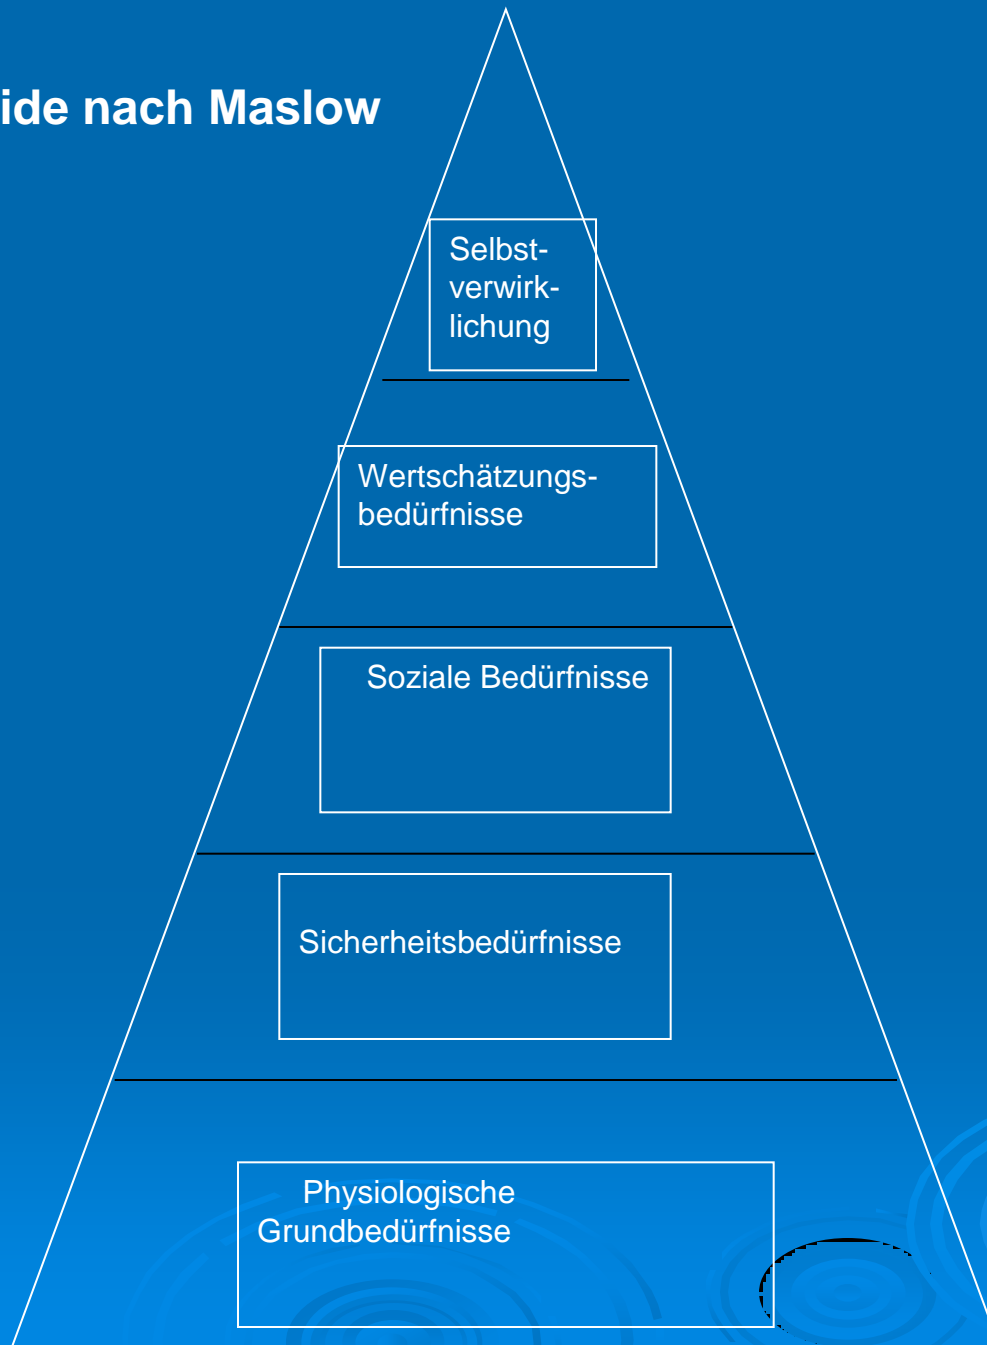 ide nach Maslow
Selbst-
verwirk-
lichung
Wertschätzungs-
bedürfnisse
Soziale Bedürfnisse
Sicherheitsbedürfnisse
Physiologische
Grundbedürfnisse